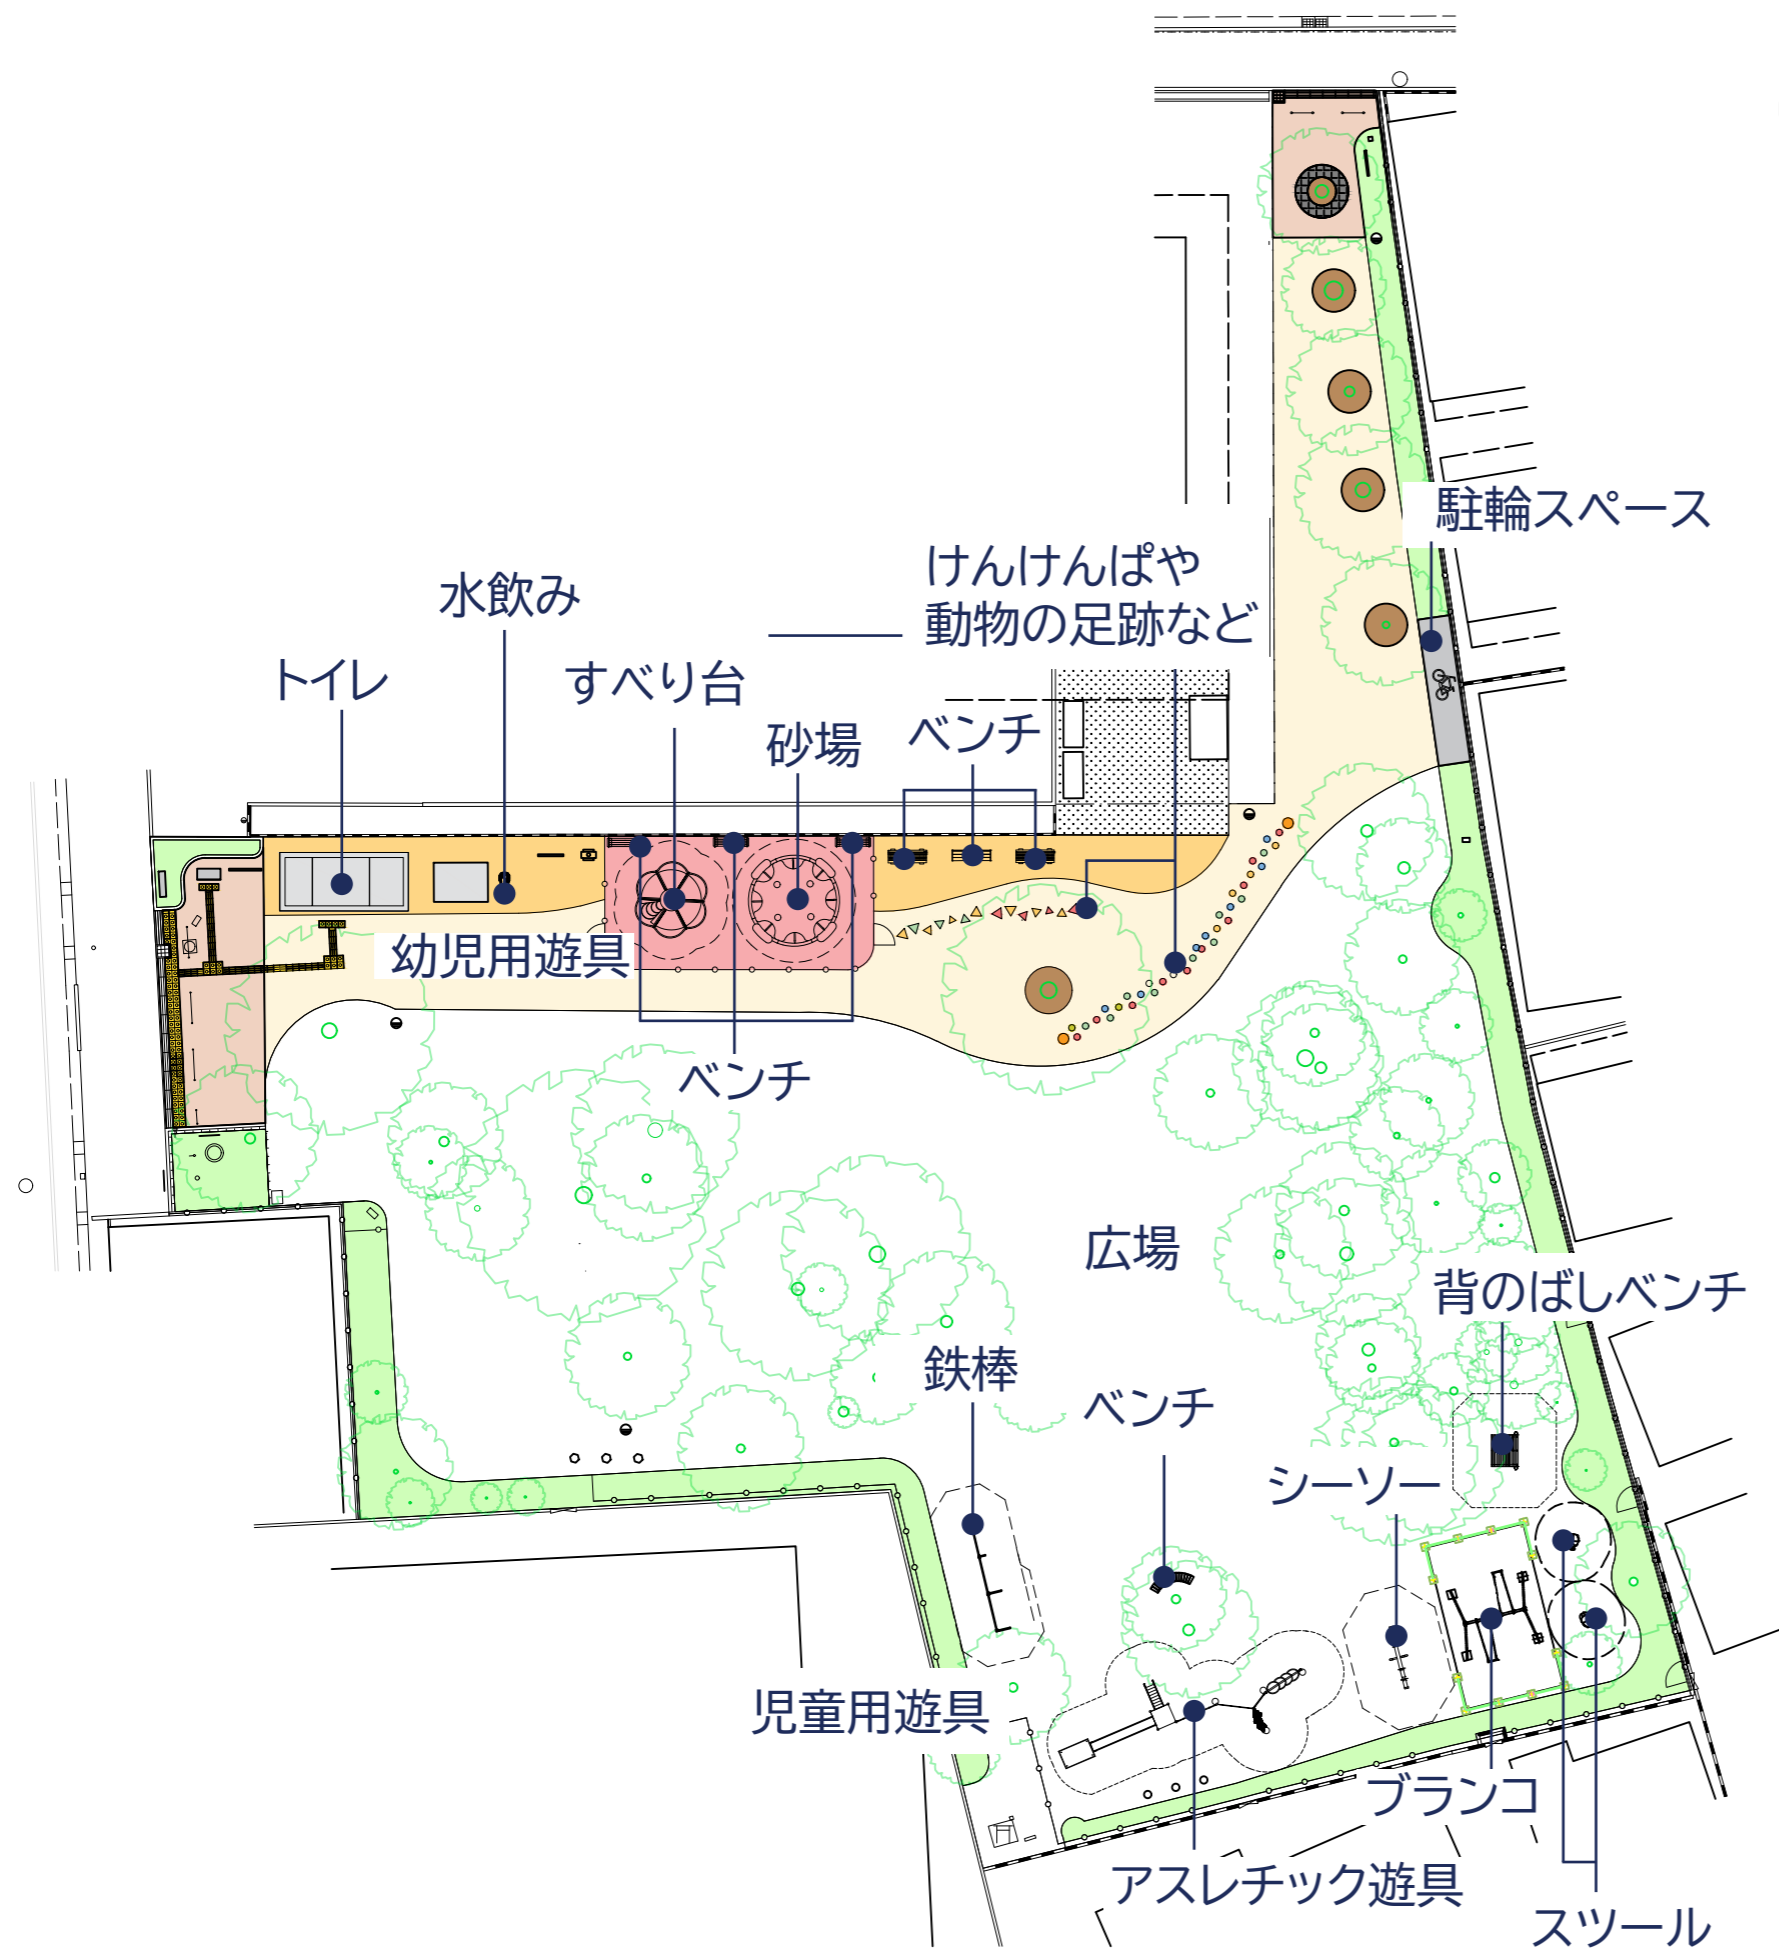 駐輪スペース
けんけんぱや
動物の足跡など
水飲み
トイレ
すべり台
砂場
ベンチ
幼児用遊具
ベンチ
広場
背のばしベンチ
鉄棒
ベンチ
シーソー
児童用遊具
ブランコ
アスレチック遊具
スツール